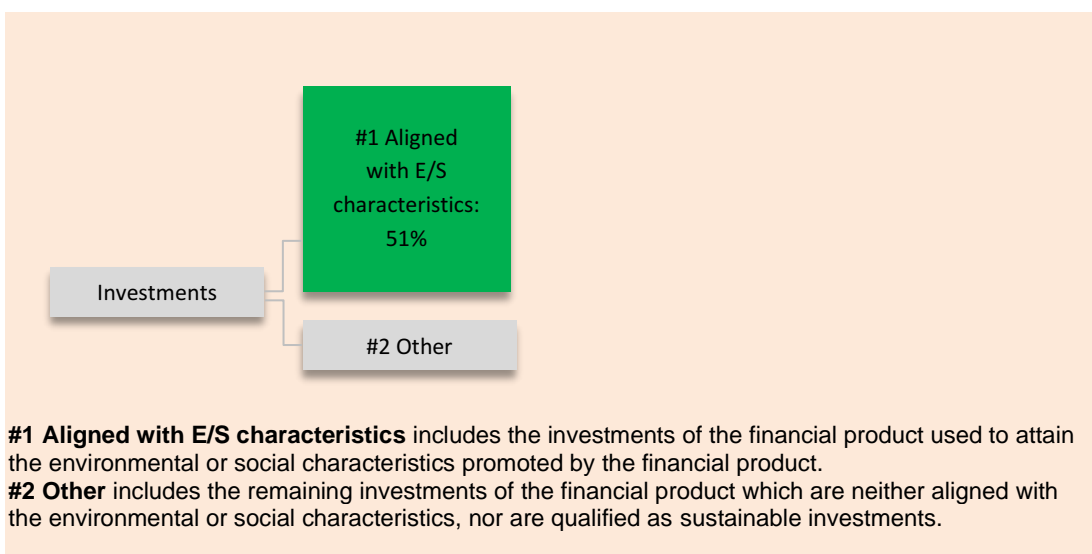 #1 Aligned
with E/S
characteristics:
51%
Investments
#2 Other
#1 Aligned with E/S characteristics includes the investments of the financial product used to attain
the environmental or social characteristics promoted by the financial product.
#2 Other includes the remaining investments of the financial product which are neither aligned with
the environmental or social characteristics, nor are qualified as sustainable investments.